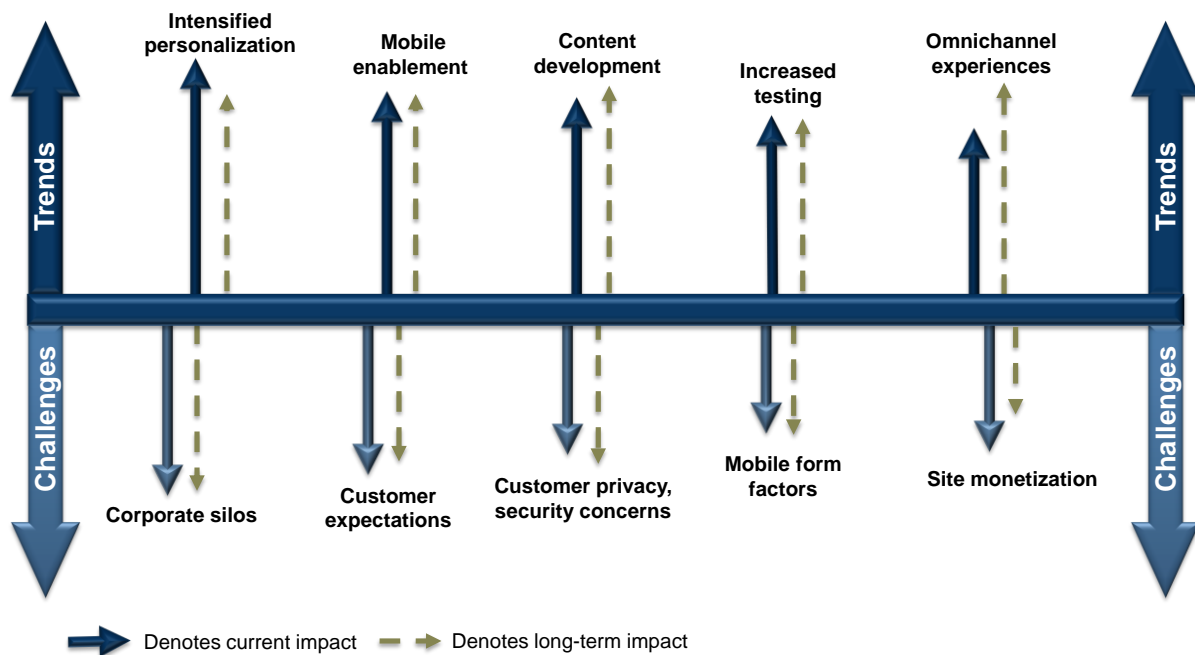 Intensified
personalization
Mobile
enablement
Content
development
Increased
testing
Omnichannel
experiences
Trends
Trends
Challenges
Challenges
Corporate silos
Customer
expectations
Customer privacy,
security concerns
Mobile form
factors
Site monetization
Denotes current impact
Denotes long-term impact